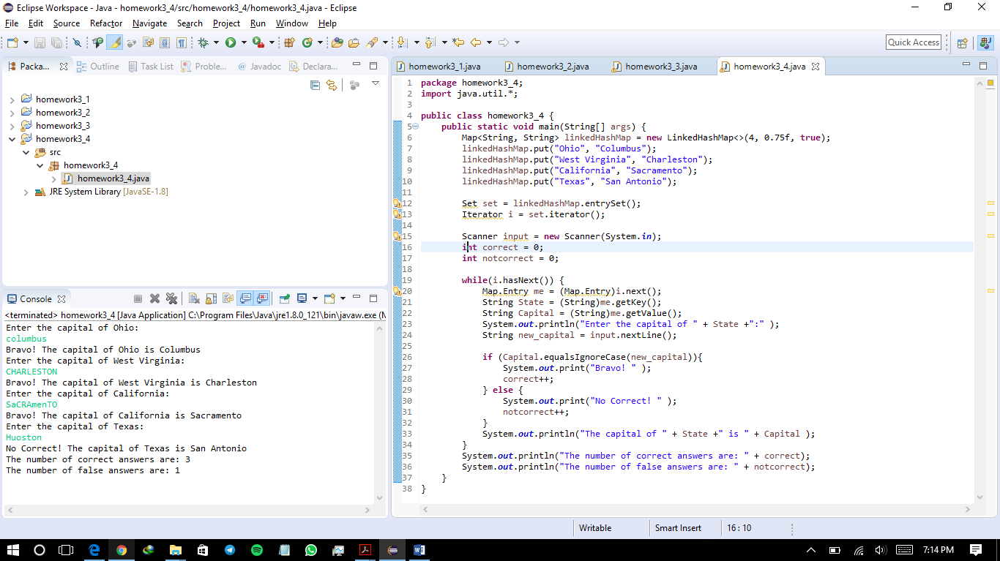 Eclipse Workspace - Java - homework3_4/src/homework3_4/homework3_4.java - Eclipse
File Edit Source Refactor Navigate Search Project Run Window Help
Quick Access
Packa... Outline Task List Proble... @ Javadoc Declara...
homework3_1
homework3_2
homework3_3
homework3_4
src
homework3_4
homework3_4.java
JRE System Library [JavaSE-1.8]
Console
<terminated> homework3_4 [Java Application] C:\Program Files\Java\jre1.8.0_121\bin\javaw.exe (M
Enter the capital of Ohio:
columbus
Bravo! The capital of Ohio is Columbus
Enter the capital of West Virginia:
CHARLESTON
Bravo! The capital of West Virginia is Charleston
Enter the capital of California:
SaCRAmenTO
Bravo! The capital of California is Sacramento
Enter the capital of Texas:
Huoston
No Correct! The capital of Texas is San Antonio
The number of correct answers are: 3
The number of false answers are: 1
homework3_1.java homework3_2.java homework3_3.java homework3_4.java
1 package homework3_4;
2 import java.util.*;
3
4 public class homework3_4 {
5 public static void main(String[] args) {
6 Map<String, String> linkedHashMap = new LinkedHashMap<>(4, 0.75f, true);
7 linkedHashMap.put("Ohio", "Columbus");
8 linkedHashMap.put("West Virginia", "Charleston");
9 linkedHashMap.put("California", "Sacramento");
10 linkedHashMap.put("Texas", "San Antonio");
11
12 Set set = linkedHashMap.entrySet();
13 Iterator i = set.iterator();
14
15 Scanner input = new Scanner(System.in);
16 int correct = 0;
17 int notcorrect = 0;
18
19 while(i.hasNext()) {
20 Map.Entry me = (Map.Entry)i.next();
21 String State = (String)me.getKey();
22 String Capital = (String)me.getValue();
23 System.out.println("Enter the capital of " + State +":" );
24 String new_capital = input.nextLine();
25
26 if (Capital.equalsIgnoreCase(new_capital)){
27 System.out.print("Bravo! " );
28 correct++;
29 } else {
30 System.out.print("No Correct! " );
31 notcorrect++;
32 }
33 System.out.println("The capital of " + State +" is " + Capital );
34 }
35 System.out.println("The number of correct answers are: " + correct);
36 System.out.println("The number of false answers are: " + notcorrect);
37 }
38 }
Writable Smart Insert 16 : 10
7:14 PM